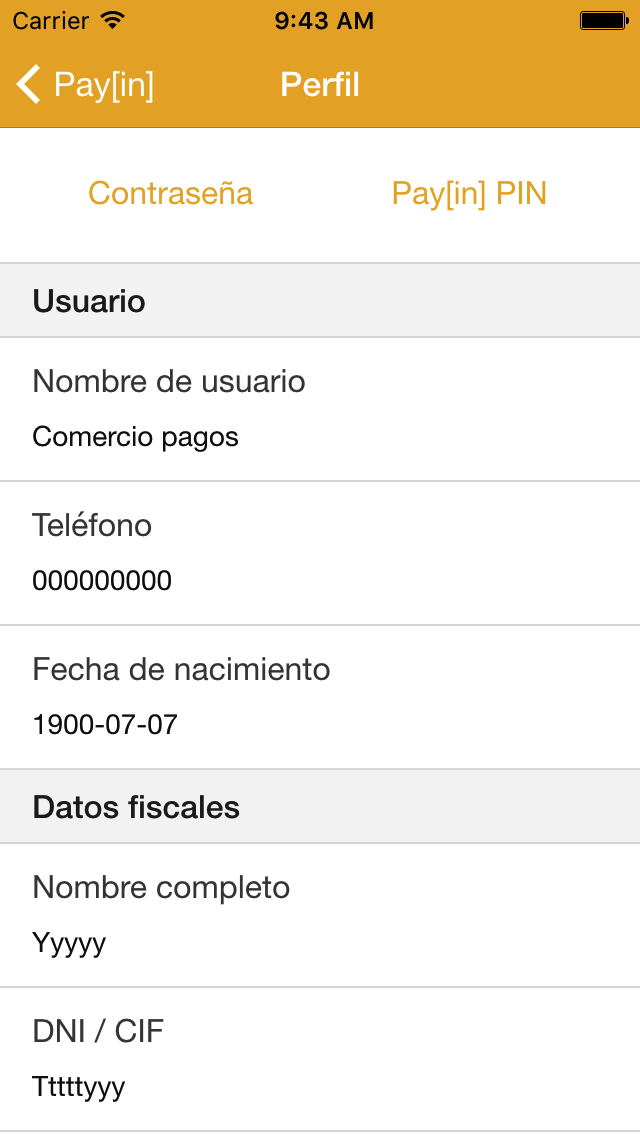 Carrier 9:43 AM
Pay[in] Perfil
Contraseña Pay[in] PIN
Usuario
Nombre de usuario
Comercio pagos
Teléfono
000000000
Fecha de nacimiento
1900-07-07
Datos fiscales
Nombre completo
Yyyyy
DNI / CIF
Tttttyyy